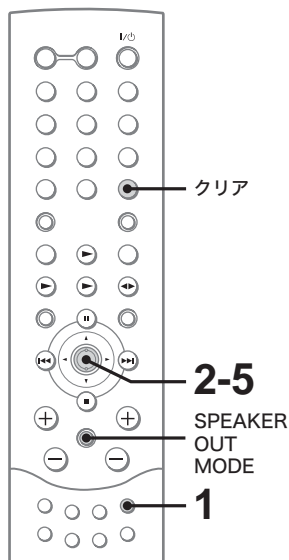 I/⏻
クリア
2-5
SPEAKER
OUT
MODE
1